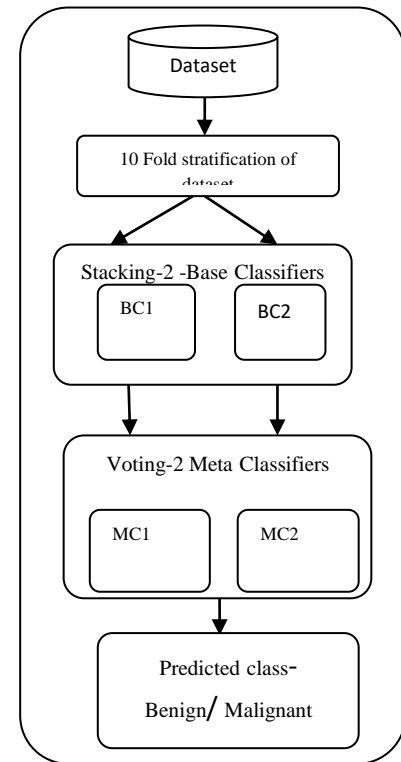 Dataset
10 Fold stratification of
dataset
Stacking-2 -Base Classifiers
BC1
BC2
Voting-2 Meta Classifiers
MC1
MC2
Predicted class-
Benign/ Malignant